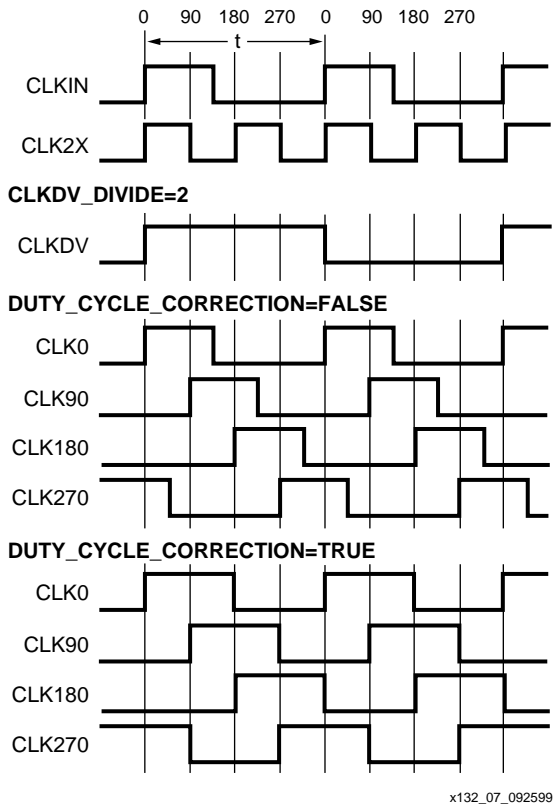 0 90 180 270 0 90 180 270
t
CLKIN
CLK2X
CLKDV_DIVIDE=2
CLKDV
DUTY_CYCLE_CORRECTION=FALSE
CLK0
CLK90
CLK180
CLK270
DUTY_CYCLE_CORRECTION=TRUE
CLK0
CLK90
CLK180
CLK270
x132_07_092599